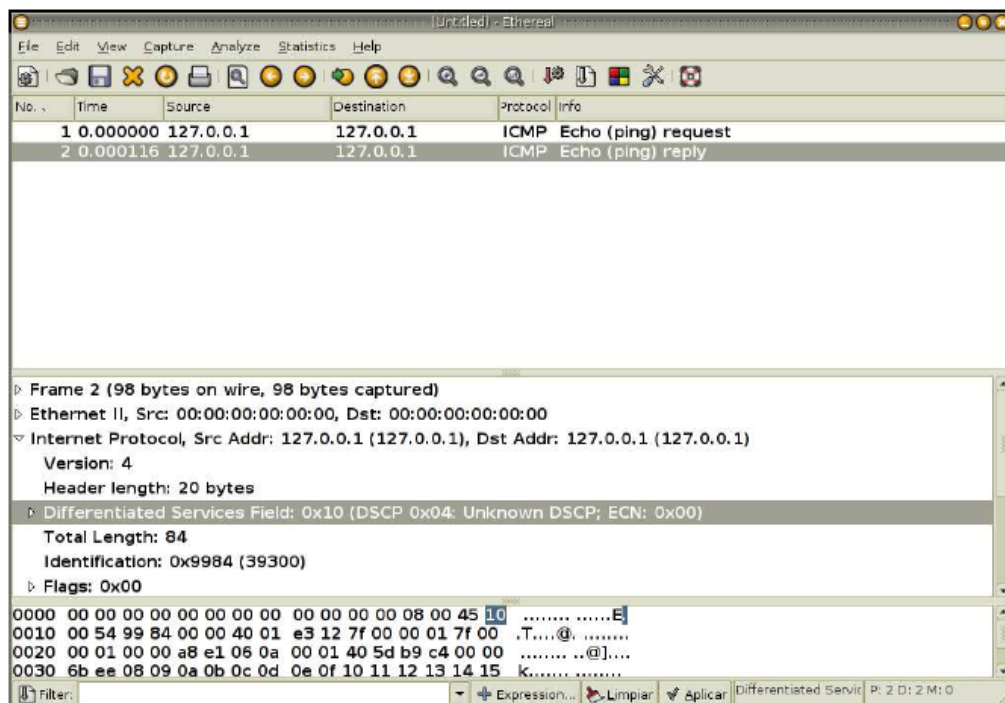 [Untitled] - Ethereal
File Edit View Capture Analyze Statistics Help
No. . Time Source Destination Protocol Info
1 0.000000 127.0.0.1 127.0.0.1 ICMP Echo (ping) request
2 0.000116 127.0.0.1 127.0.0.1 ICMP Echo (ping) reply
Frame 2 (98 bytes on wire, 98 bytes captured)
Ethernet II, Src: 00:00:00:00:00:00, Dst: 00:00:00:00:00:00
Internet Protocol, Src Addr: 127.0.0.1 (127.0.0.1), Dst Addr: 127.0.0.1 (127.0.0.1)
Version: 4
Header length: 20 bytes
Differentiated Services Field: 0x10 (DSCP 0x04: Unknown DSCP; ECN: 0x00)
Total Length: 84
Identification: 0x9984 (39300)
Flags: 0x00
0000 00 00 00 00 00 00 00 00 00 00 00 00 08 00 45 10 ........ ......E.
0010 00 54 99 84 00 00 40 01 e3 12 7f 00 00 01 7f 00 .T....@. ........
0020 00 01 00 00 a8 e1 06 0a 00 01 40 5d b9 c4 00 00 ........ ..@]....
0030 6b ee 08 09 0a 0b 0c 0d 0e 0f 10 11 12 13 14 15 k....... ........
Filter: Expression... Limpiar Aplicar Differentiated Servic P: 2 D: 2 M: 0